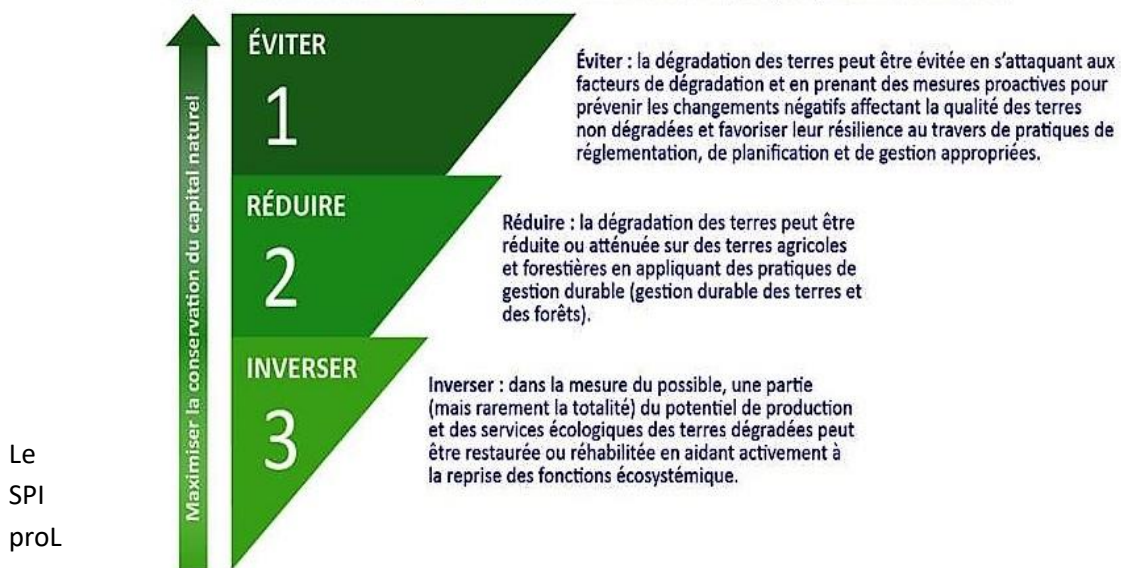 ÉVITER
1
Éviter : la dégradation des terres peut être évitée en s'attaquant aux
facteurs de dégradation et en prenant des mesures proactives pour
prévenir les changements négatifs affectant la qualité des terres
non dégradées et favoriser leur résilience au travers de pratiques de
réglementation, de planification et de gestion appropriées.
RÉDUIRE
2
Réduire : la dégradation des terres peut être
réduite ou atténuée sur des terres agricoles
et forestières en appliquant des pratiques de
gestion durable (gestion durable des terres et
des forêts).
INVERSER
3
Inverser : dans la mesure du possible, une partie
(mais rarement la totalité) du potentiel de production
et des services écologiques des terres dégradées peut
être restaurée ou réhabilitée en aidant activement à
la reprise des fonctions écosystémique.
Maximiser la conservation du capital naturel
Le
SPI
proL